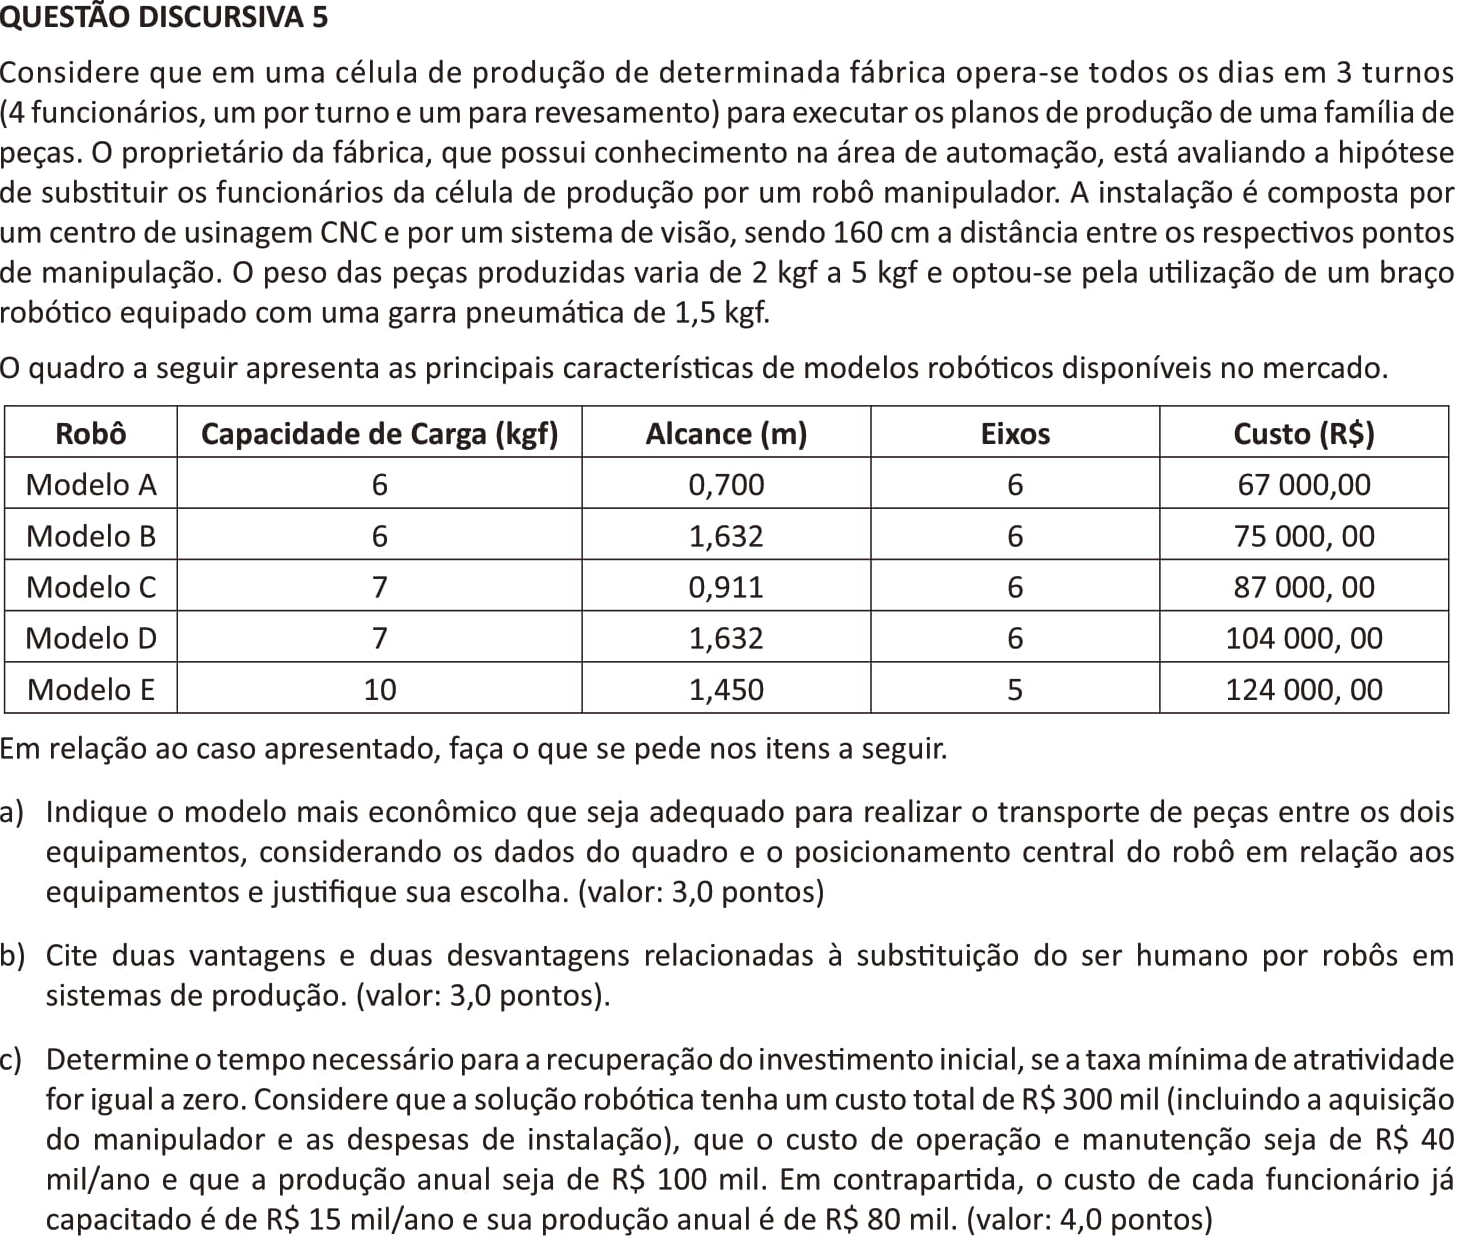 QUESTÃO DISCURSIVA 5
Considere que em uma célula de produção de determinada fábrica opera-se todos os dias em 3 turnos
(4 funcionários, um por turno e um para revesamento) para executar os planos de produção de uma família de
peças. O proprietário da fábrica, que possui conhecimento na área de automação, está avaliando a hipótese
de substituir os funcionários da célula de produção por um robô manipulador. A instalação é composta por
um centro de usinagem CNC e por um sistema de visão, sendo 160 cm a distância entre os respectivos pontos
de manipulação. O peso das peças produzidas varia de 2 kgf a 5 kgf e optou-se pela utilização de um braço
robótico equipado com uma garra pneumática de 1,5 kgf.
O quadro a seguir apresenta as principais características de modelos robóticos disponíveis no mercado.
Robô Capacidade de Carga (kgf) Alcance (m) Eixos Custo (R$)
Modelo A 6 0,700 6 67 000,00
Modelo B 6 1,632 6 75 000, 00
Modelo C 7 0,911 6 87 000, 00
Modelo D 7 1,632 6 104 000, 00
Modelo E 10 1,450 5 124 000, 00
Em relação ao caso apresentado, faça o que se pede nos itens a seguir.
a) Indique o modelo mais econômico que seja adequado para realizar o transporte de peças entre os dois
equipamentos, considerando os dados do quadro e o posicionamento central do robô em relação aos
equipamentos e justifique sua escolha. (valor: 3,0 pontos)
b) Cite duas vantagens e duas desvantagens relacionadas à substituição do ser humano por robôs em
sistemas de produção. (valor: 3,0 pontos).
c) Determine o tempo necessário para a recuperação do investimento inicial, se a taxa mínima de atratividade
for igual a zero. Considere que a solução robótica tenha um custo total de R$ 300 mil (incluindo a aquisição
do manipulador e as despesas de instalação), que o custo de operação e manutenção seja de R$ 40
mil/ano e que a produção anual seja de R$ 100 mil. Em contrapartida, o custo de cada funcionário já
capacitado é de R$ 15 mil/ano e sua produção anual é de R$ 80 mil. (valor: 4,0 pontos)